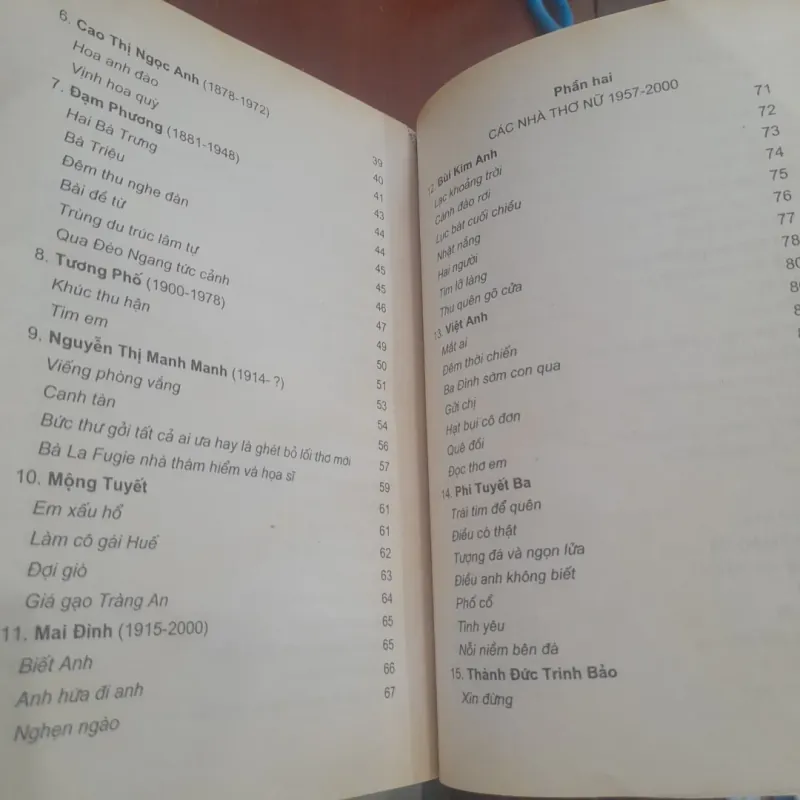 6. Cao Thị Ngọc Anh (1878-1972)
Hoa anh đào
Vịnh hoa quỳ
7. Đạm Phương (1881-1948)
Hai Bà Trưng
Bà Triệu
Đêm thu nghe đàn
Bài đề từ
Trùng du trúc lâm tự
Qua Đèo Ngang tức cảnh
8. Tương Phố (1900-1978)
Khúc thu hận
Tìm em
9. Nguyễn Thị Manh Manh (1914-?)
Viếng phòng vắng
Canh tàn
Bức thư gởi tất cả ai ưa hay là ghét bỏ lối thơ mới
Bà La Fugie nhà thám hiểm và họa sĩ
10. Mộng Tuyết
Em xấu hổ
Làm cô gái Huế
Đợi giò
Giá gạo Tràng An
11. Mai Đình (1915-2000)
Biết Anh
Anh hứa đi anh
Nghẹn ngào
39
40
41
43
44
44
45
45
46
47
49
50
51
53
54
56
57
59
61
61
62
63
64
65
65
66
67
Phần hai
CÁC NHÀ THƠ NỮ 1957-2000
12. Bùi Kim Anh
Lạc khoảng trời
Cành đào rơi
Lục bát cuối chiều
Nhặt nắng
Hai người
Tìm lỡ làng
Thu quên gõ cửa
13. Việt Anh
Mắt ai
Đêm thời chiến
Ba Đình sớm con qua
Gửi chị
Hạt bụi cô đơn
Quê đồi
Đọc thơ em
14. Phi Tuyết Ba
Trái tim để quên
Điều có thật
Tượng đá và ngọn lửa
Điều anh không biết
Phố cổ
Tình yêu
Nỗi niềm bên đà
15. Thành Đức Trinh Bảo
Xin đừng
71
72
73
74
75
76
77
78